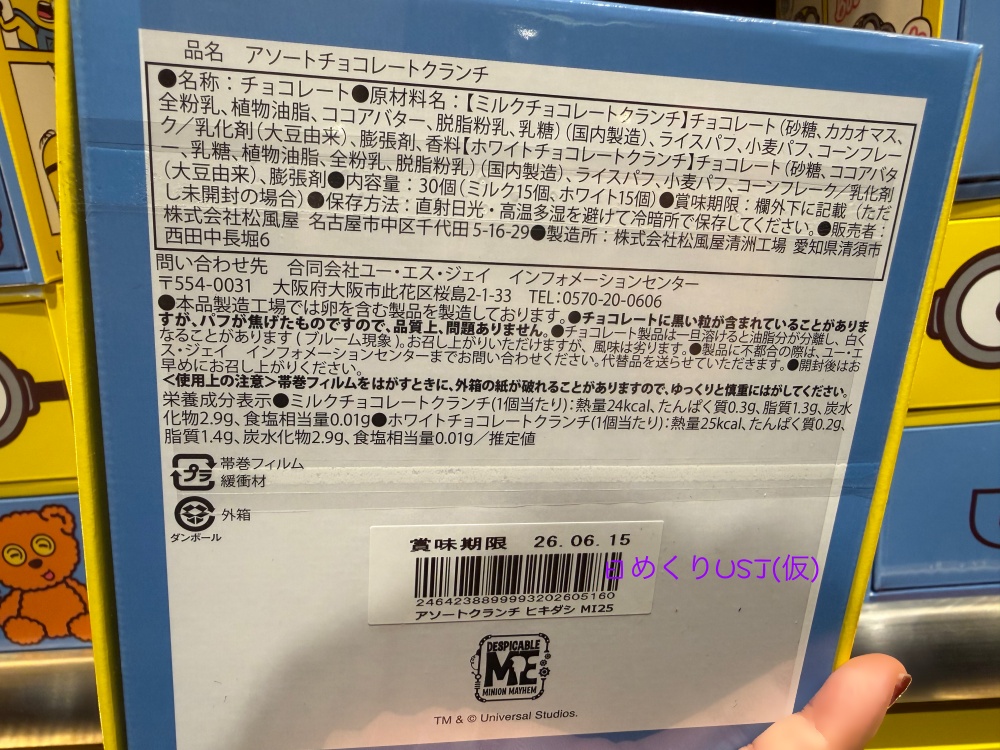 品名　アソートチョコレートクランチ
●名称：チョコレート●原材料名：【ミルクチョコレートクランチ】チョコレート（砂糖、カカオマス、
全粉乳、植物油脂、ココアバター、脱脂粉乳、乳糖）（国内製造）、ライスパフ、小麦パフ、コーンフレー
ク／乳化剤（大豆由来）、膨張剤、香料【ホワイトチョコレートクランチ】チョコレート（砂糖、ココアバタ
ー、乳糖、植物油脂、全粉乳、脱脂粉乳）（国内製造）、ライスパフ、小麦パフ、コーンフレーク／乳化剤
（大豆由来）、膨張剤●内容量：30個（ミルク15個、ホワイト15個）●賞味期限：欄外下に記載（ただ
し未開封の場合）●保存方法：直射日光・高温多湿を避けて冷暗所で保存してください。●販売者：
株式会社松風屋 名古屋市中区千代田 5-16-29●製造所：株式会社松風屋清洲工場 愛知県清須市
西田中長堀6
問い合わせ先　合同会社ユー・エス・ジェイ　インフォメーションセンター
〒554-0031　大阪府大阪市此花区桜島2-1-33　TEL：0570-20-0606
●本品製造工場では卵を含む製品を製造しております。●チョコレートに黒い粒が含まれていることがありま
すが、パフが焦げたものですので、品質上、問題ありません。●チョコレート製品は一旦溶けると油脂分が分離し、白く
なることがあります（ブルーム現象）。お召し上がりいただけますが、風味は劣ります。●製品に不都合の際は、ユー・エ
ス・ジェイ　インフォメーションセンターまでお問い合わせください。代替品を送らせていただきます。●開封後はお
早めにお召し上がりください。
＜使用上の注意＞帯巻フィルムをはがすときに、外箱の紙が破れることがありますので、ゆっくりと慎重にはがしてください。
栄養成分表示●ミルクチョコレートクランチ(1個当たり)：熱量24kcal、たんぱく質0.3g、脂質1.3g、炭水
化物2.9g、食塩相当量0.01g●ホワイトチョコレートクランチ(1個当たり)：熱量25kcal、たんぱく質0.2g、
脂質1.4g、炭水化物2.9g、食塩相当量0.01g／推定値
プラ 帯巻フィルム
緩衝材
外箱
ダンボール
賞味期限　26.06.15
日めくりUSJ(仮)
2464238899993202605160
アソートクランチ ヒキダシ MI25
DESPICABLE
ME
MINION MAYHEM
TM & © Universal Studios.